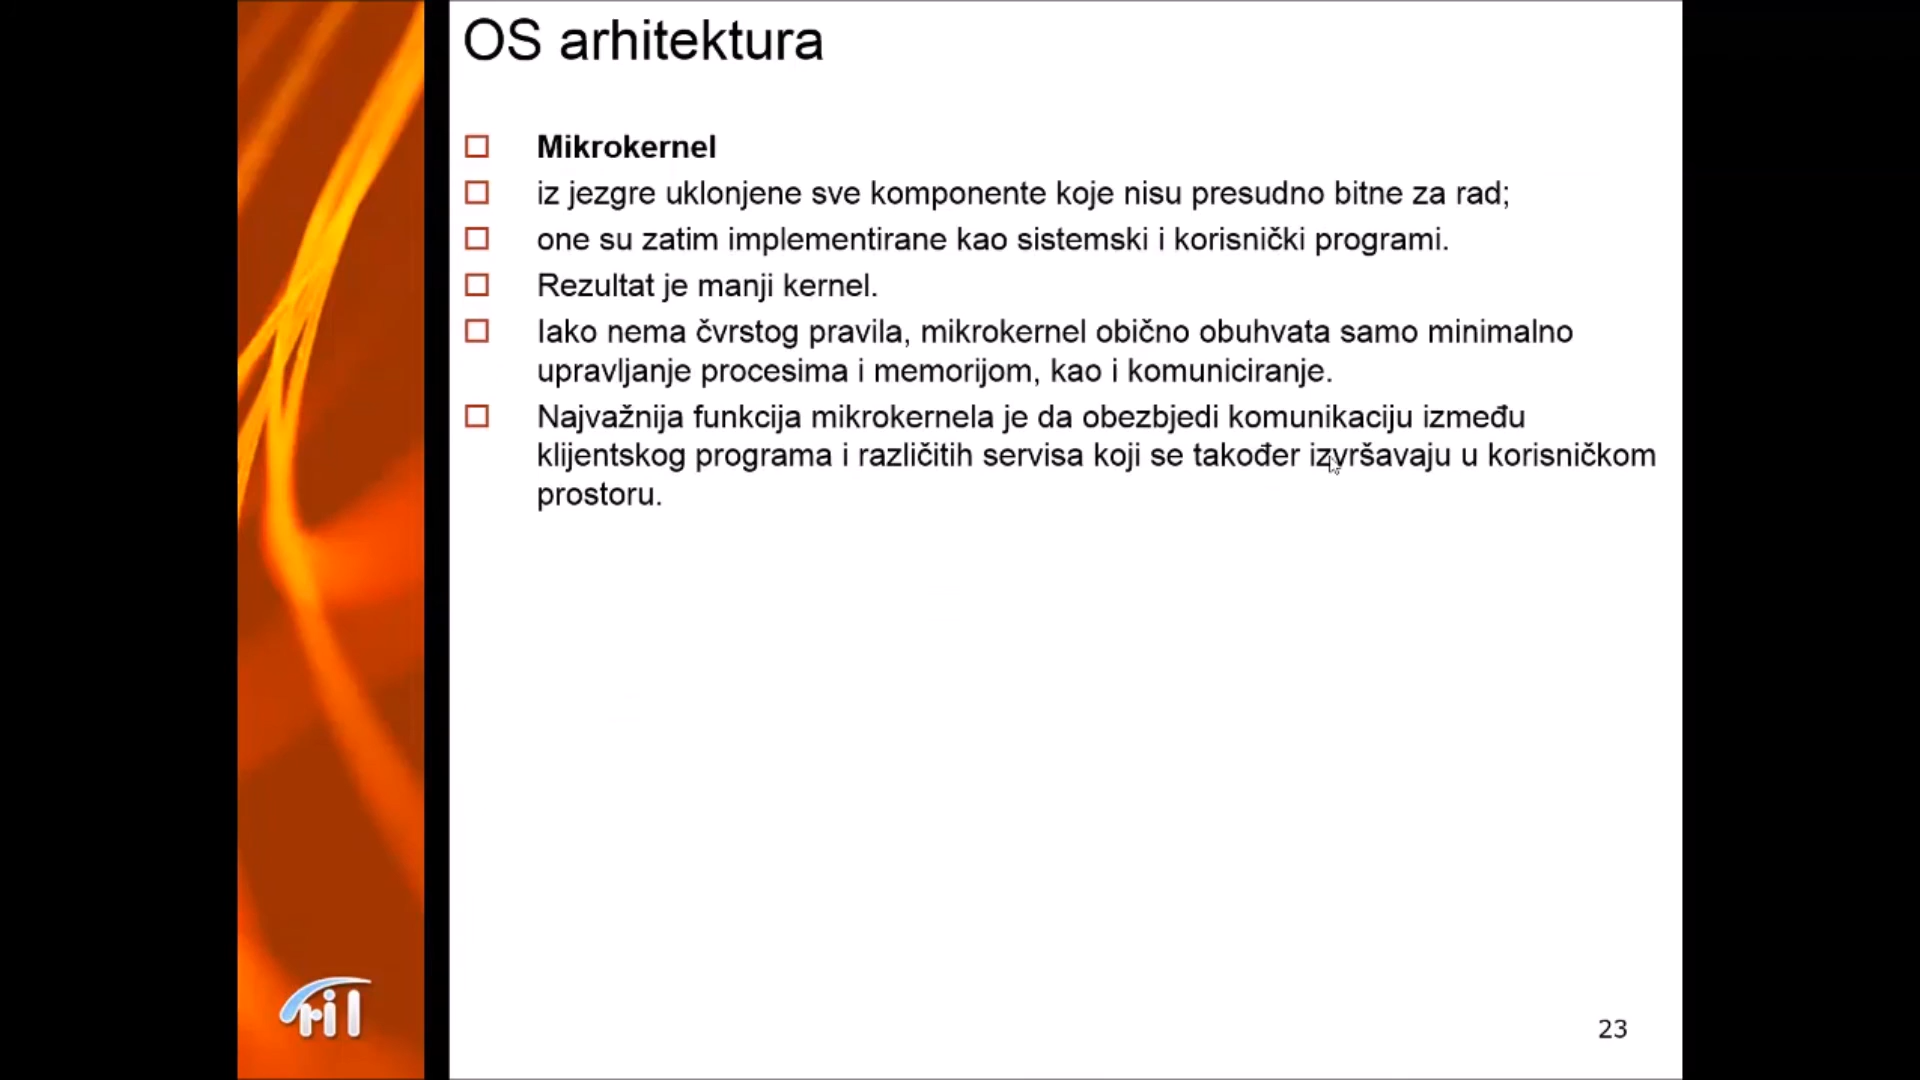 OS arhitektura
Mikrokernel
iz jezgre uklonjene sve komponente koje nisu presudno bitne za rad;
one su zatim implementirane kao sistemski i korisnički programi.
Rezultat je manji kernel.
Iako nema čvrstog pravila, mikrokernel obično obuhvata samo minimalno
upravljanje procesima i memorijom, kao i komuniciranje.
Najvažnija funkcija mikrokernela je da obezbjedi komunikaciju između
klijentskog programa i različitih servisa koji se također izvršavaju u korisničkom
prostoru.
ril
23